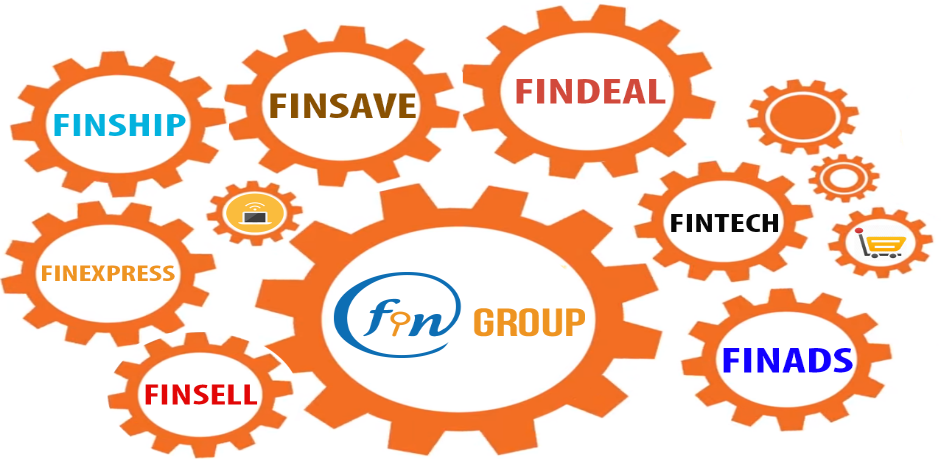 FINDEAL
FINSAVE
FINSHIP
FINTECH
FINEXPRESS
fin GROUP
FINADS
FINSELL